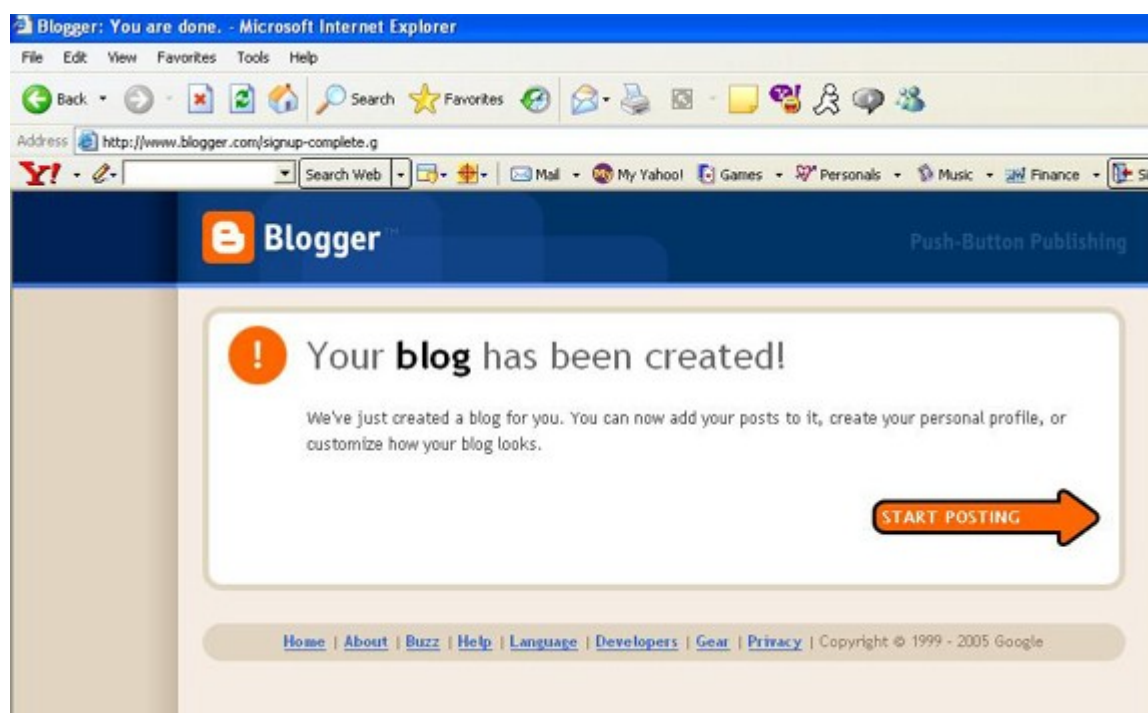 Blogger: You are done. - Microsoft Internet Explorer
File Edit View Favorites Tools Help
Back Search Favorites
Address http://www.blogger.com/signup-complete.g
Y! Search Web Mail My Yahoo! Games Personals Music Finance
Blogger™ Push-Button Publishing
! Your blog has been created!
We've just created a blog for you. You can now add your posts to it, create your personal profile, or
customize how your blog looks.
START POSTING
Home | About | Buzz | Help | Language | Developers | Gear | Privacy | Copyright © 1999 - 2005 Google